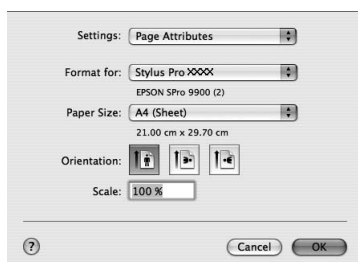 Settings: Page Attributes
Format for: Stylus Pro XXXX
EPSON SPro 9900 (2)
Paper Size: A4 (Sheet)
21.00 cm x 29.70 cm
Orientation:
Scale: 100 %
? Cancel OK